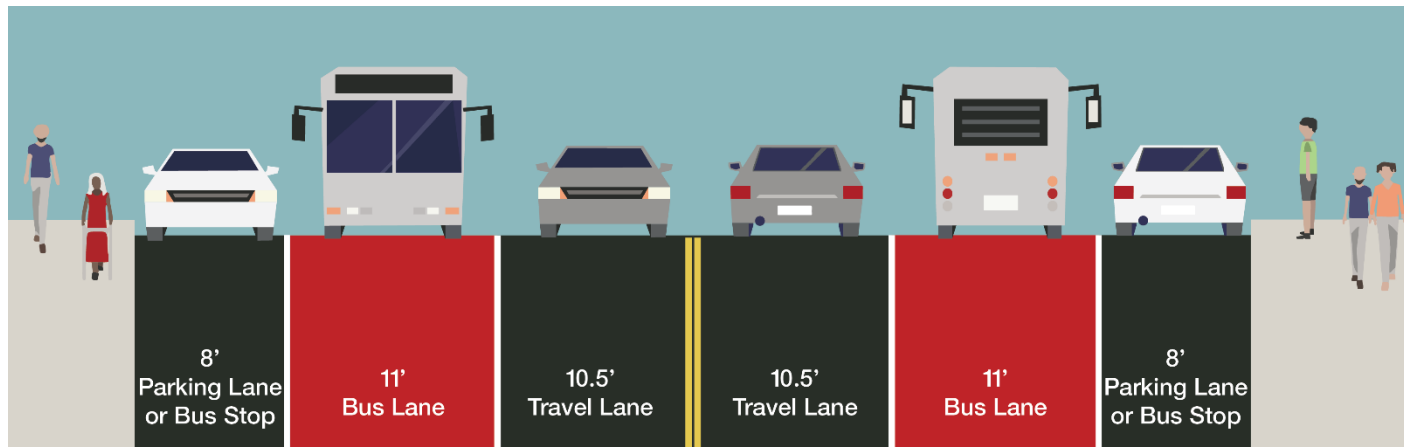 8’
Parking Lane
or Bus Stop
11’
Bus Lane
10.5’
Travel Lane
10.5’
Travel Lane
11’
Bus Lane
8’
Parking Lane
or Bus Stop